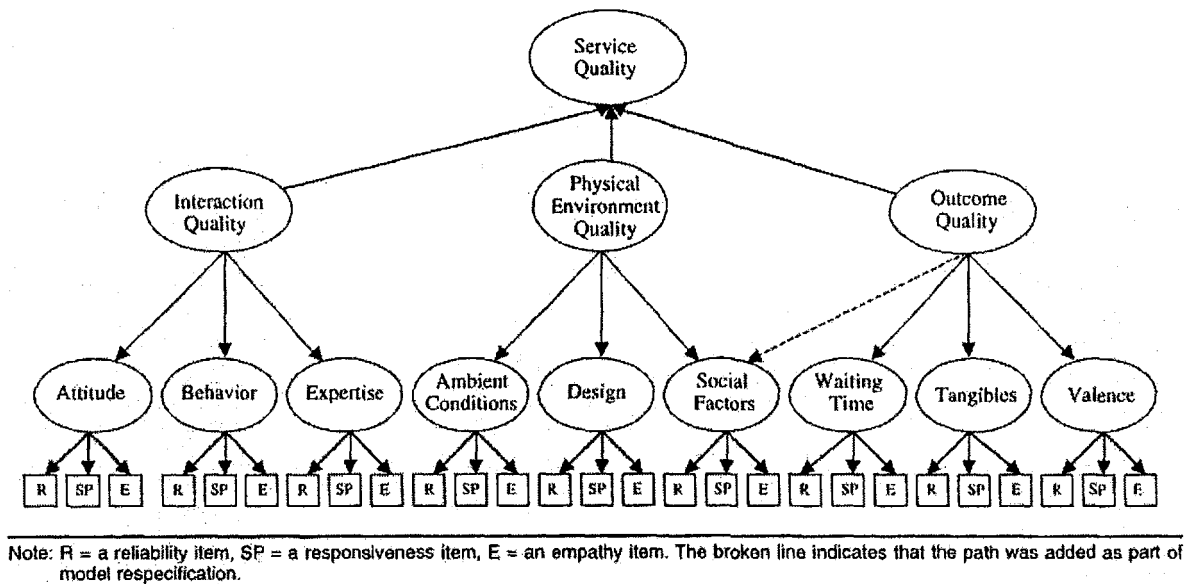 Service
Quality
Interaction
Quality
Physical
Environment
Quality
Outcome
Quality
Attitude
Behavior
Expertise
Ambient
Conditions
Design
Social
Factors
Waiting
Time
Tangibles
Valence
R SP E R SP E R SP E R SP E R SP E R SP E R SP E R SP E R SP E
Note: R = a reliability item, SP = a responsiveness item, E = an empathy item. The broken line indicates that the path was added as part of
model respecification.